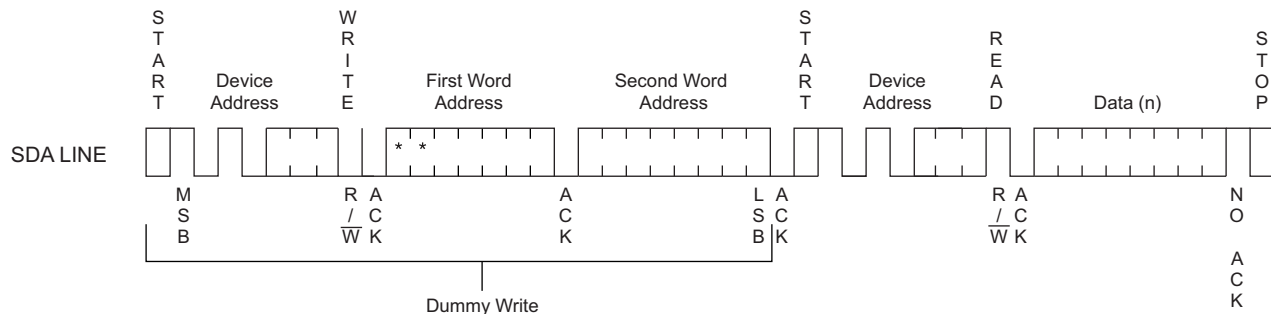 START
WRITE
START
READ
STOP
Device
Address
First Word
Address
Second Word
Address
Device
Address
Data (n)
SDA LINE
* *
MSB
R/W
ACK
ACK
LSB
ACK
R/W
ACK
NO ACK
Dummy Write